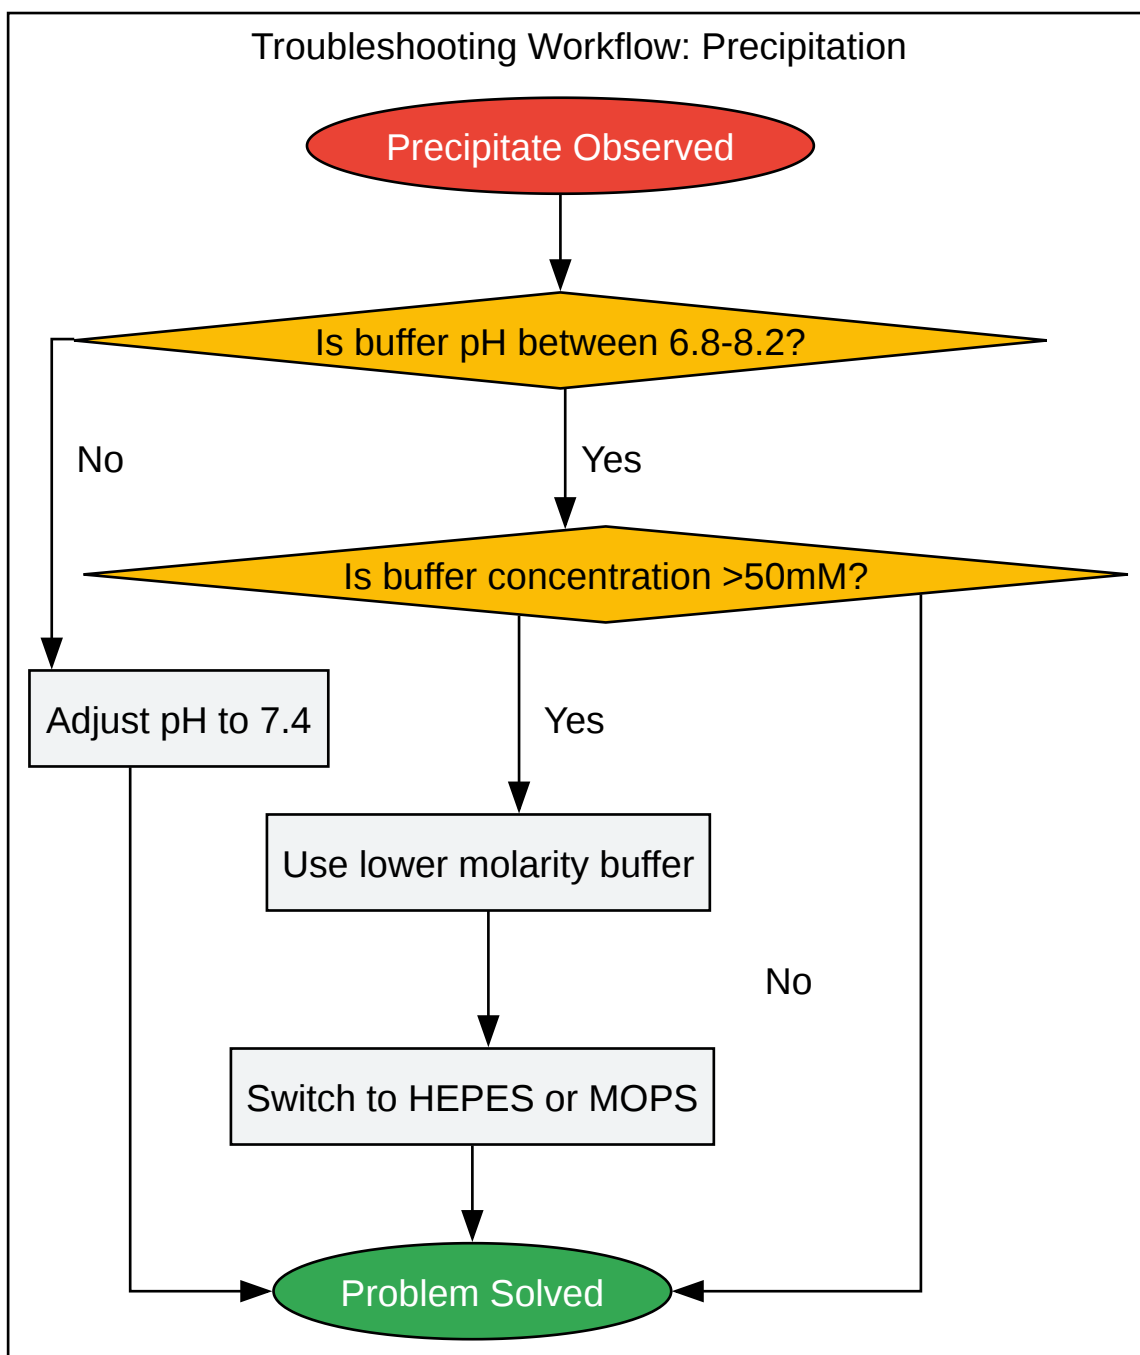 Troubleshooting Workflow: Precipitation
Precipitate Observed
Is buffer pH between 6.8-8.2?
No
Yes
Is buffer concentration >50mM?
Adjust pH to 7.4
Yes
Use lower molarity buffer
No
Switch to HEPES or MOPS
Problem Solved